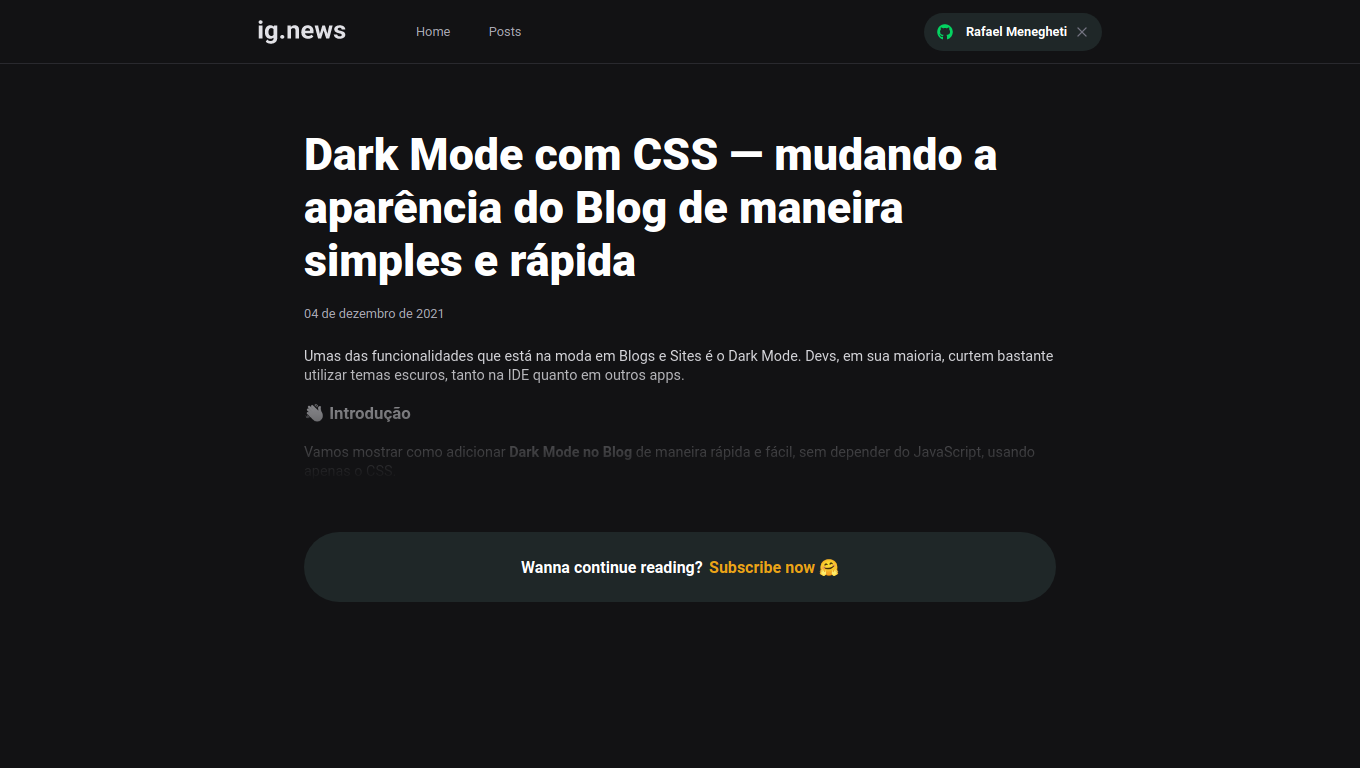 ig.news
Home
Posts
Rafael Menegheti
Dark Mode com CSS — mudando a
aparência do Blog de maneira
simples e rápida
04 de dezembro de 2021
Umas das funcionalidades que está na moda em Blogs e Sites é o Dark Mode. Devs, em sua maioria, curtem bastante
utilizar temas escuros, tanto na IDE quanto em outros apps.
👋 Introdução
Vamos mostrar como adicionar Dark Mode no Blog de maneira rápida e fácil, sem depender do JavaScript, usando
apenas o CSS
Wanna continue reading? Subscribe now 🤗